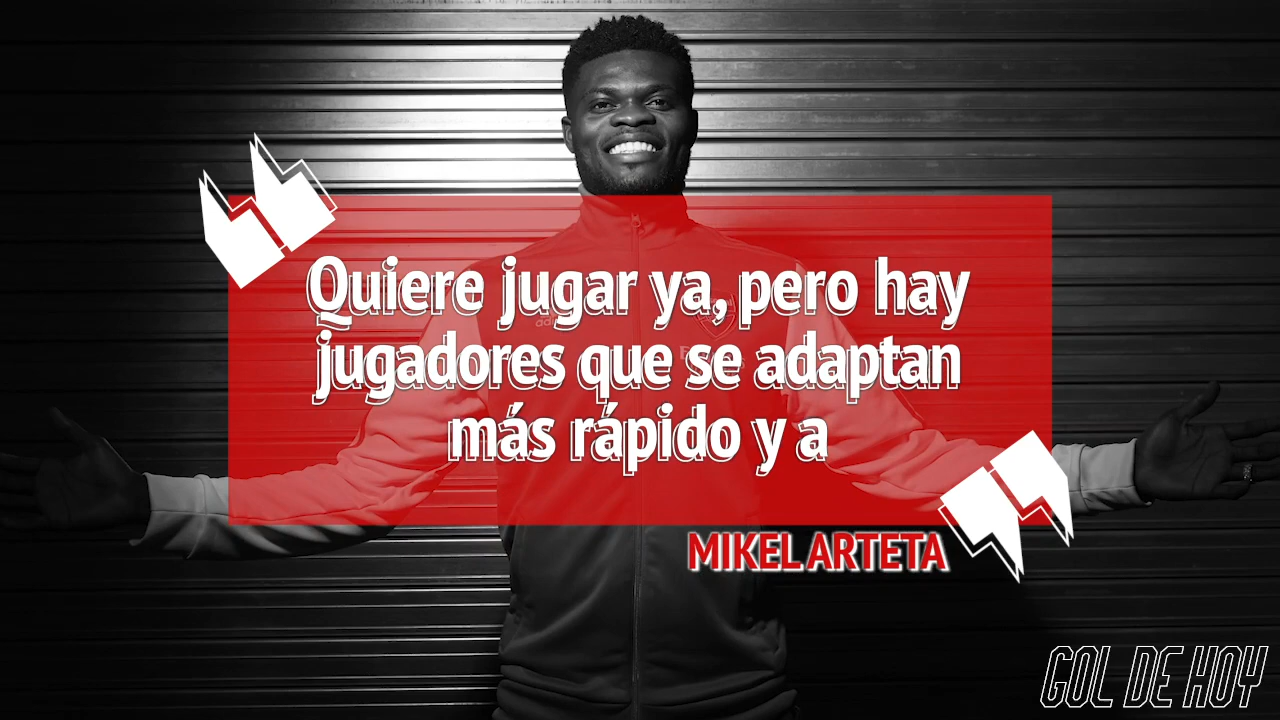 Quiere jugar ya, pero hay
jugadores que se adaptan
más rápido y a
MIKEL ARTETA
GOL DE HOY